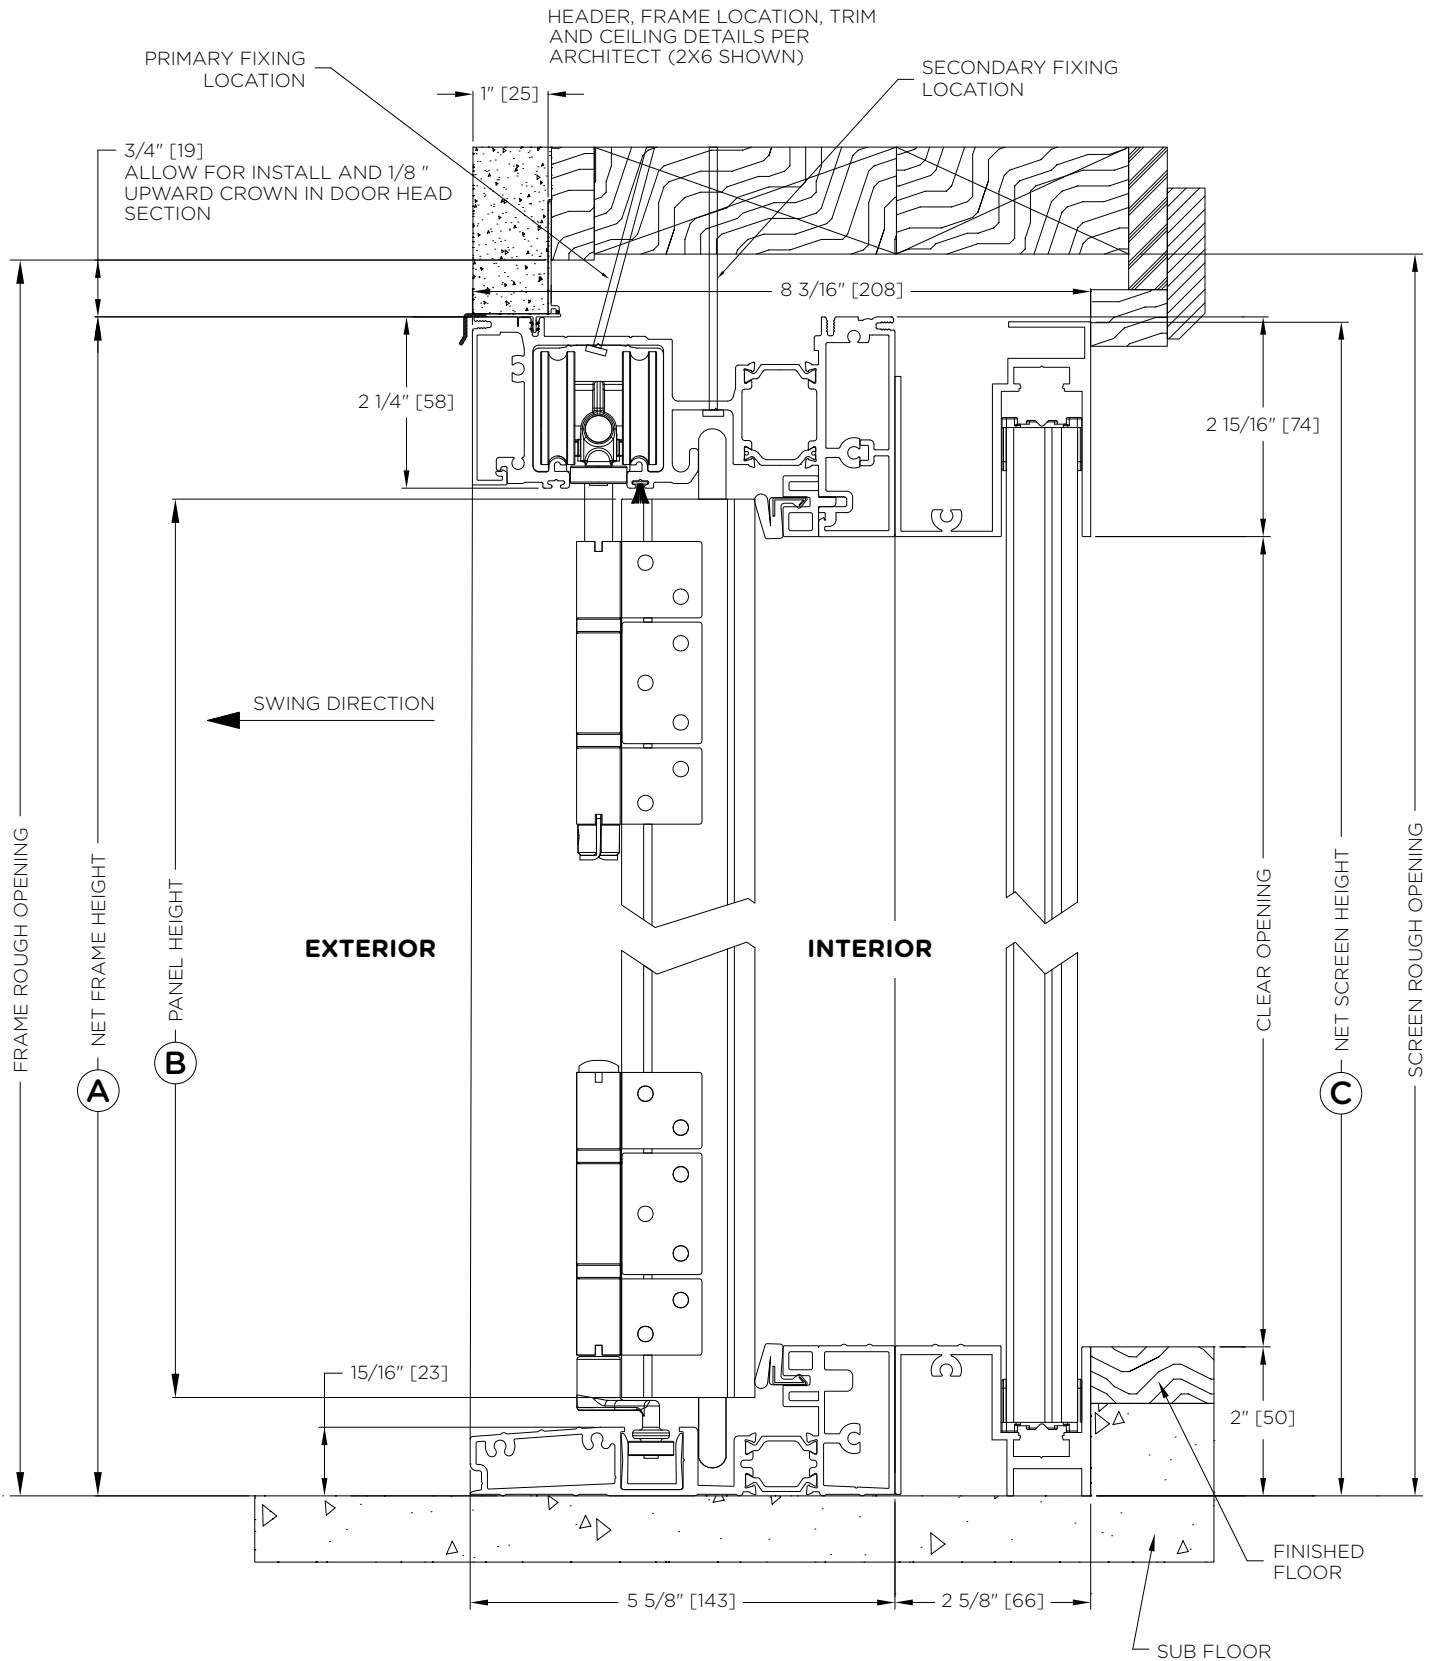 HEADER, FRAME LOCATION, TRIM
AND CEILING DETAILS PER
ARCHITECT (2X6 SHOWN)
PRIMARY FIXING
LOCATION
SECONDARY FIXING
LOCATION
1" [25]
3/4" [19]
ALLOW FOR INSTALL AND 1/8 "
UPWARD CROWN IN DOOR HEAD
SECTION
8 3/16" [208]
2 1/4" [58]
2 15/16" [74]
SWING DIRECTION
FRAME ROUGH OPENING
NET FRAME HEIGHT
A
PANEL HEIGHT
B
EXTERIOR
INTERIOR
CLEAR OPENING
NET SCREEN HEIGHT
C
SCREEN ROUGH OPENING
15/16" [23]
2" [50]
FINISHED
FLOOR
5 5/8" [143]
2 5/8" [66]
SUB FLOOR